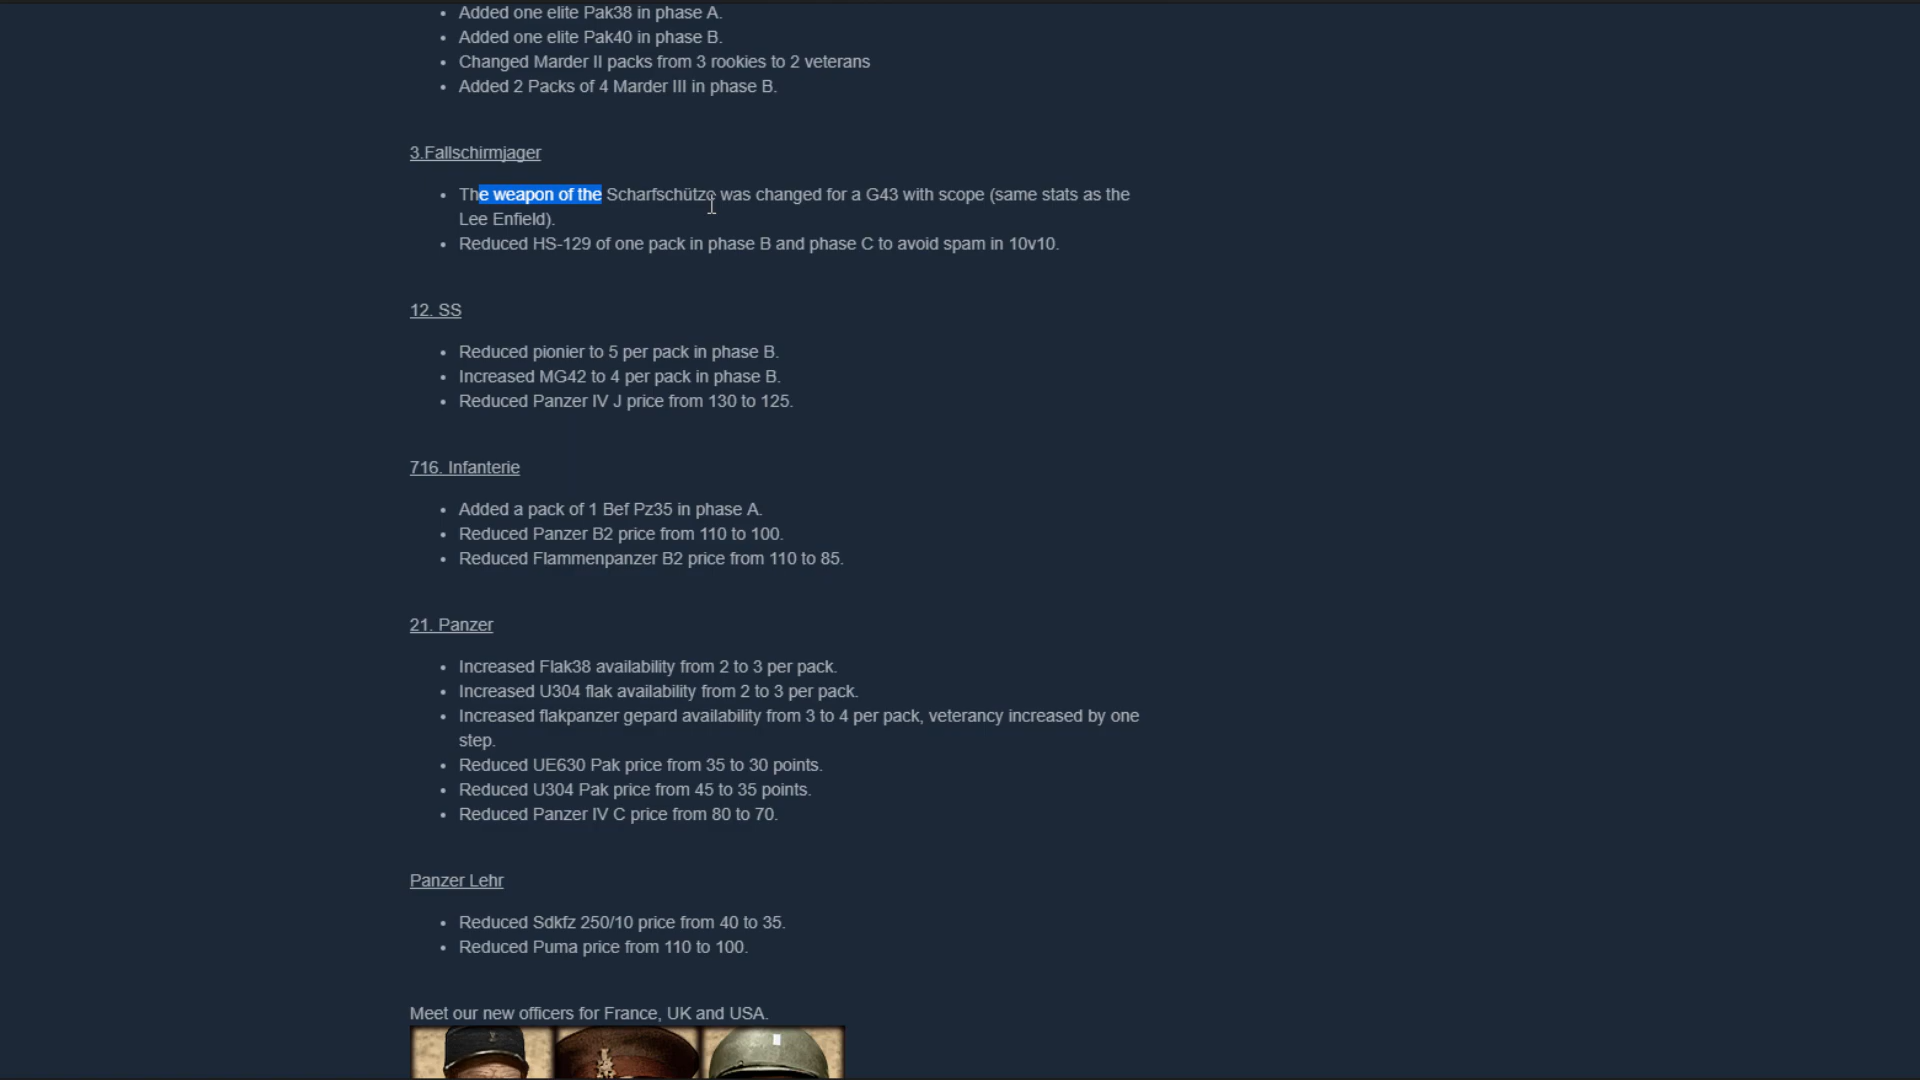 Added one elite Pak38 in phase A.
Added one elite Pak40 in phase B.
Changed Marder II packs from 3 rookies to 2 veterans
Added 2 Packs of 4 Marder III in phase B.
3.Fallschirmjager
The weapon of the Scharfschütze was changed for a G43 with scope (same stats as the
Lee Enfield).
Reduced HS-129 of one pack in phase B and phase C to avoid spam in 10v10.
12. SS
Reduced pionier to 5 per pack in phase B.
Increased MG42 to 4 per pack in phase B.
Reduced Panzer IV J price from 130 to 125.
716. Infanterie
Added a pack of 1 Bef Pz35 in phase A.
Reduced Panzer B2 price from 110 to 100.
Reduced Flammenpanzer B2 price from 110 to 85.
21. Panzer
Increased Flak38 availability from 2 to 3 per pack.
Increased U304 flak availability from 2 to 3 per pack.
Increased flakpanzer gepard availability from 3 to 4 per pack, veterancy increased by one
step.
Reduced UE630 Pak price from 35 to 30 points.
Reduced U304 Pak price from 45 to 35 points.
Reduced Panzer IV C price from 80 to 70.
Panzer Lehr
Reduced Sdkfz 250/10 price from 40 to 35.
Reduced Puma price from 110 to 100.
Meet our new officers for France, UK and USA.